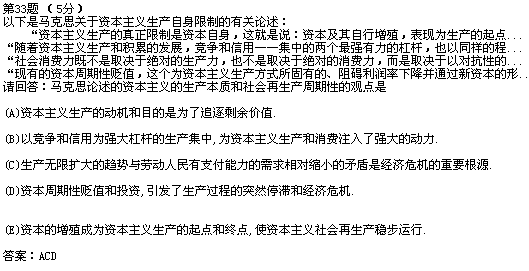 第33题 (5分)
以下是马克思关于资本主义生产自身限制的有关论述：
“资本主义生产的真正限制是资本自身，这就是说：资本及其自行增殖，表现为生产的起点...
“随着资本主义生产和积累的发展，竞争和信用——集中的两个最强有力的杠杆，也以同样的程...
“社会消费力既不是取决于绝对的生产力，也不是取决于绝对的消费力，而是取决于以对抗性的...
“现有的资本周期性贬值，这个为资本主义生产方式所固有的、阻碍利润率下降并通过新资本的形...
请回答：马克思论述的资本主义的生产本质和社会再生产周期性的观点是
(A)资本主义生产的动机和目的是为了追逐剩余价值.
(B)以竞争和信用为强大杠杆的生产集中,为资本主义生产和消费注入了强大的动力.
(C)生产无限扩大的趋势与劳动人民有支付能力的需求相对缩小的矛盾是经济危机的重要根源.
(D)资本周期性贬值和投资,引发了生产过程的突然停滞和经济危机.
(E)资本的增殖成为资本主义生产的起点和终点,使资本主义社会再生产稳步运行.
答案：ACD